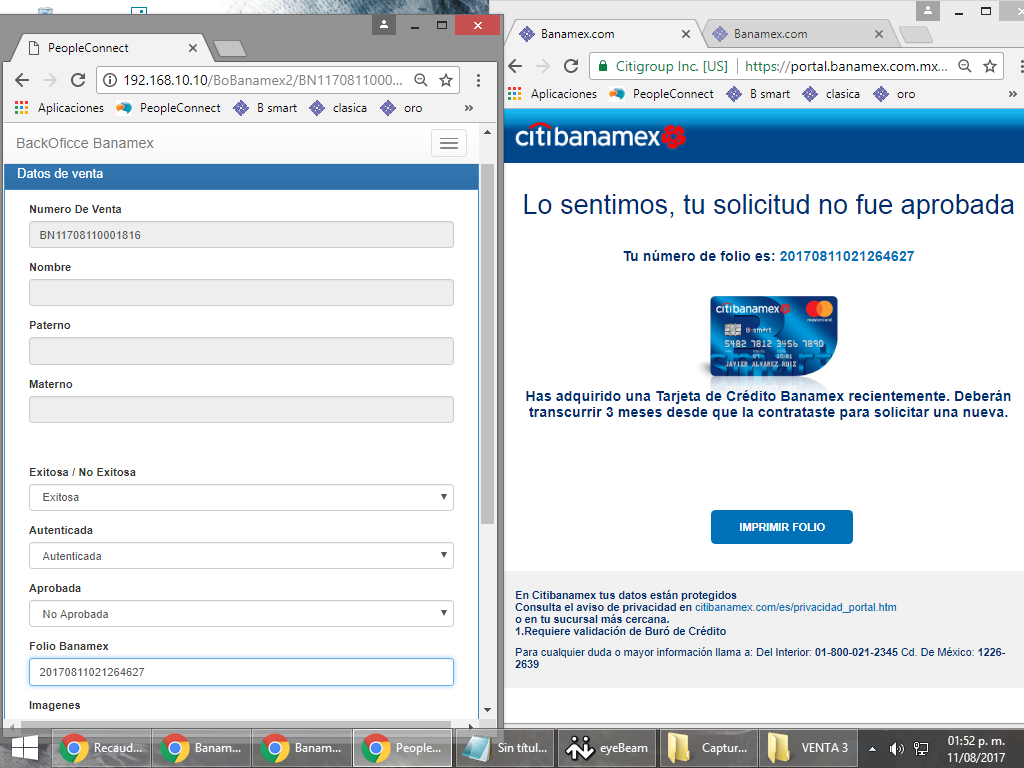 PeopleConnect
192.168.10.10/BoBanamex2/BN1170811000...
Aplicaciones PeopleConnect B smart clasica oro »
BackOficce Banamex
Datos de venta
Numero De Venta
BN11708110001816
Nombre
Paterno
Materno
Exitosa / No Exitosa
Exitosa
Autenticada
Autenticada
Aprobada
No Aprobada
Folio Banamex
20170811021264627
Imagenes
Banamex.com Banamex.com
Citigroup Inc. [US] https://portal.banamex.com.mx...
Aplicaciones PeopleConnect B smart clasica oro »
citibanamex
Lo sentimos, tu solicitud no fue aprobada
Tu número de folio es: 20170811021264627
citibanamex
mastercard
B-smart
5482 7812 3456 7890
JAVIER ALVAREZ RUIZ
Has adquirido una Tarjeta de Crédito Banamex recientemente. Deberán
transcurrir 3 meses desde que la contrataste para solicitar una nueva.
IMPRIMIR FOLIO
En Citibanamex tus datos están protegidos
Consulta el aviso de privacidad en citibanamex.com/es/privacidad_portal.htm
o en tu sucursal más cercana.
1.Requiere validación de Buró de Crédito
Para cualquier duda o mayor información llama a: Del Interior: 01-800-021-2345 Cd. De México: 1226-
2639
Recaud... Banam... Banam... People... Sin títul... eyeBeam Captur... VENTA 3
01:52 p. m.
11/08/2017